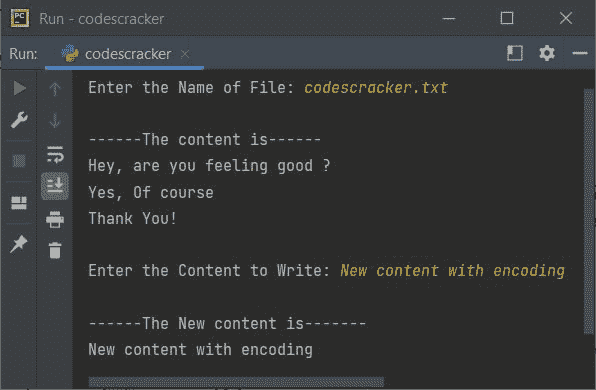 PC
Run - codescracker
Run: codescracker
Enter the Name of File: codescracker.txt
------The content is------
Hey, are you feeling good ?
Yes, Of course
Thank You!
Enter the Content to Write: New content with encoding
------The New content is-------
New content with encoding